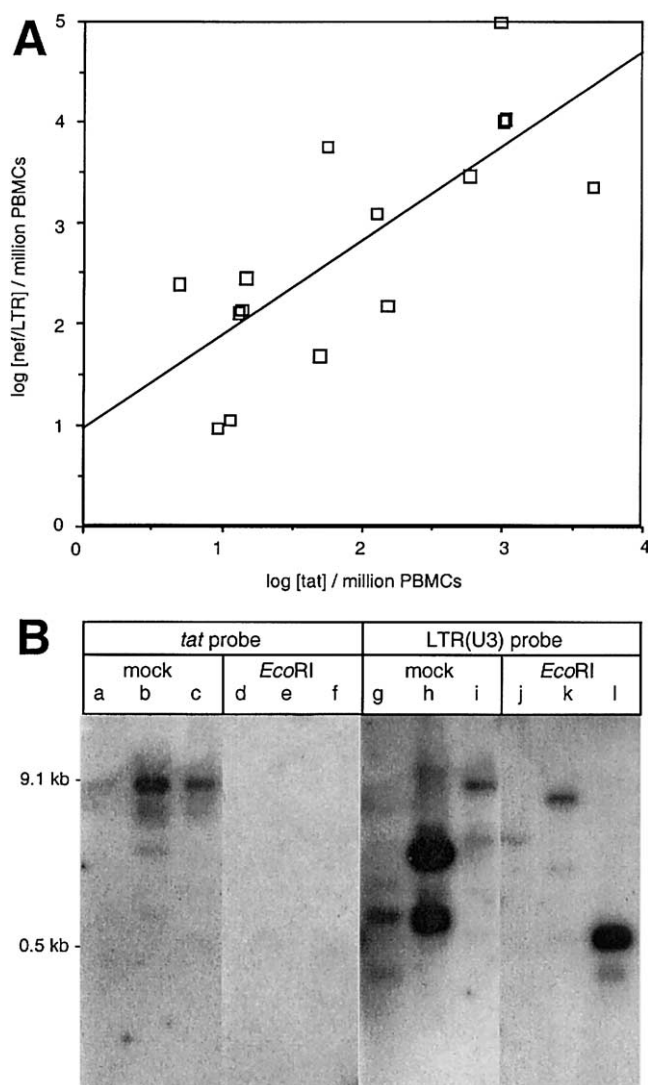 A
5
4
3
2
1
0
0 1 2 3 4
log [nef/LTR] / million PBMCs
log [tat] / million PBMCs
B
tat probe LTR(U3) probe
mock EcoRI mock EcoRI
a b c d e f g h i j k l
9.1 kb -
0.5 kb -